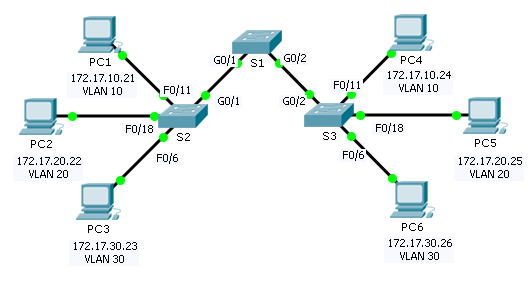 PC1
172.17.10.21
VLAN 10
F0/11
G0/1
S1
G0/2
PC4
172.17.10.24
VLAN 10
F0/11
G0/1
G0/2
PC2
172.17.20.22
VLAN 20
F0/18
S2
S3
F0/18
PC5
172.17.20.25
VLAN 20
F0/6
F0/6
PC3
172.17.30.23
VLAN 30
PC6
172.17.30.26
VLAN 30